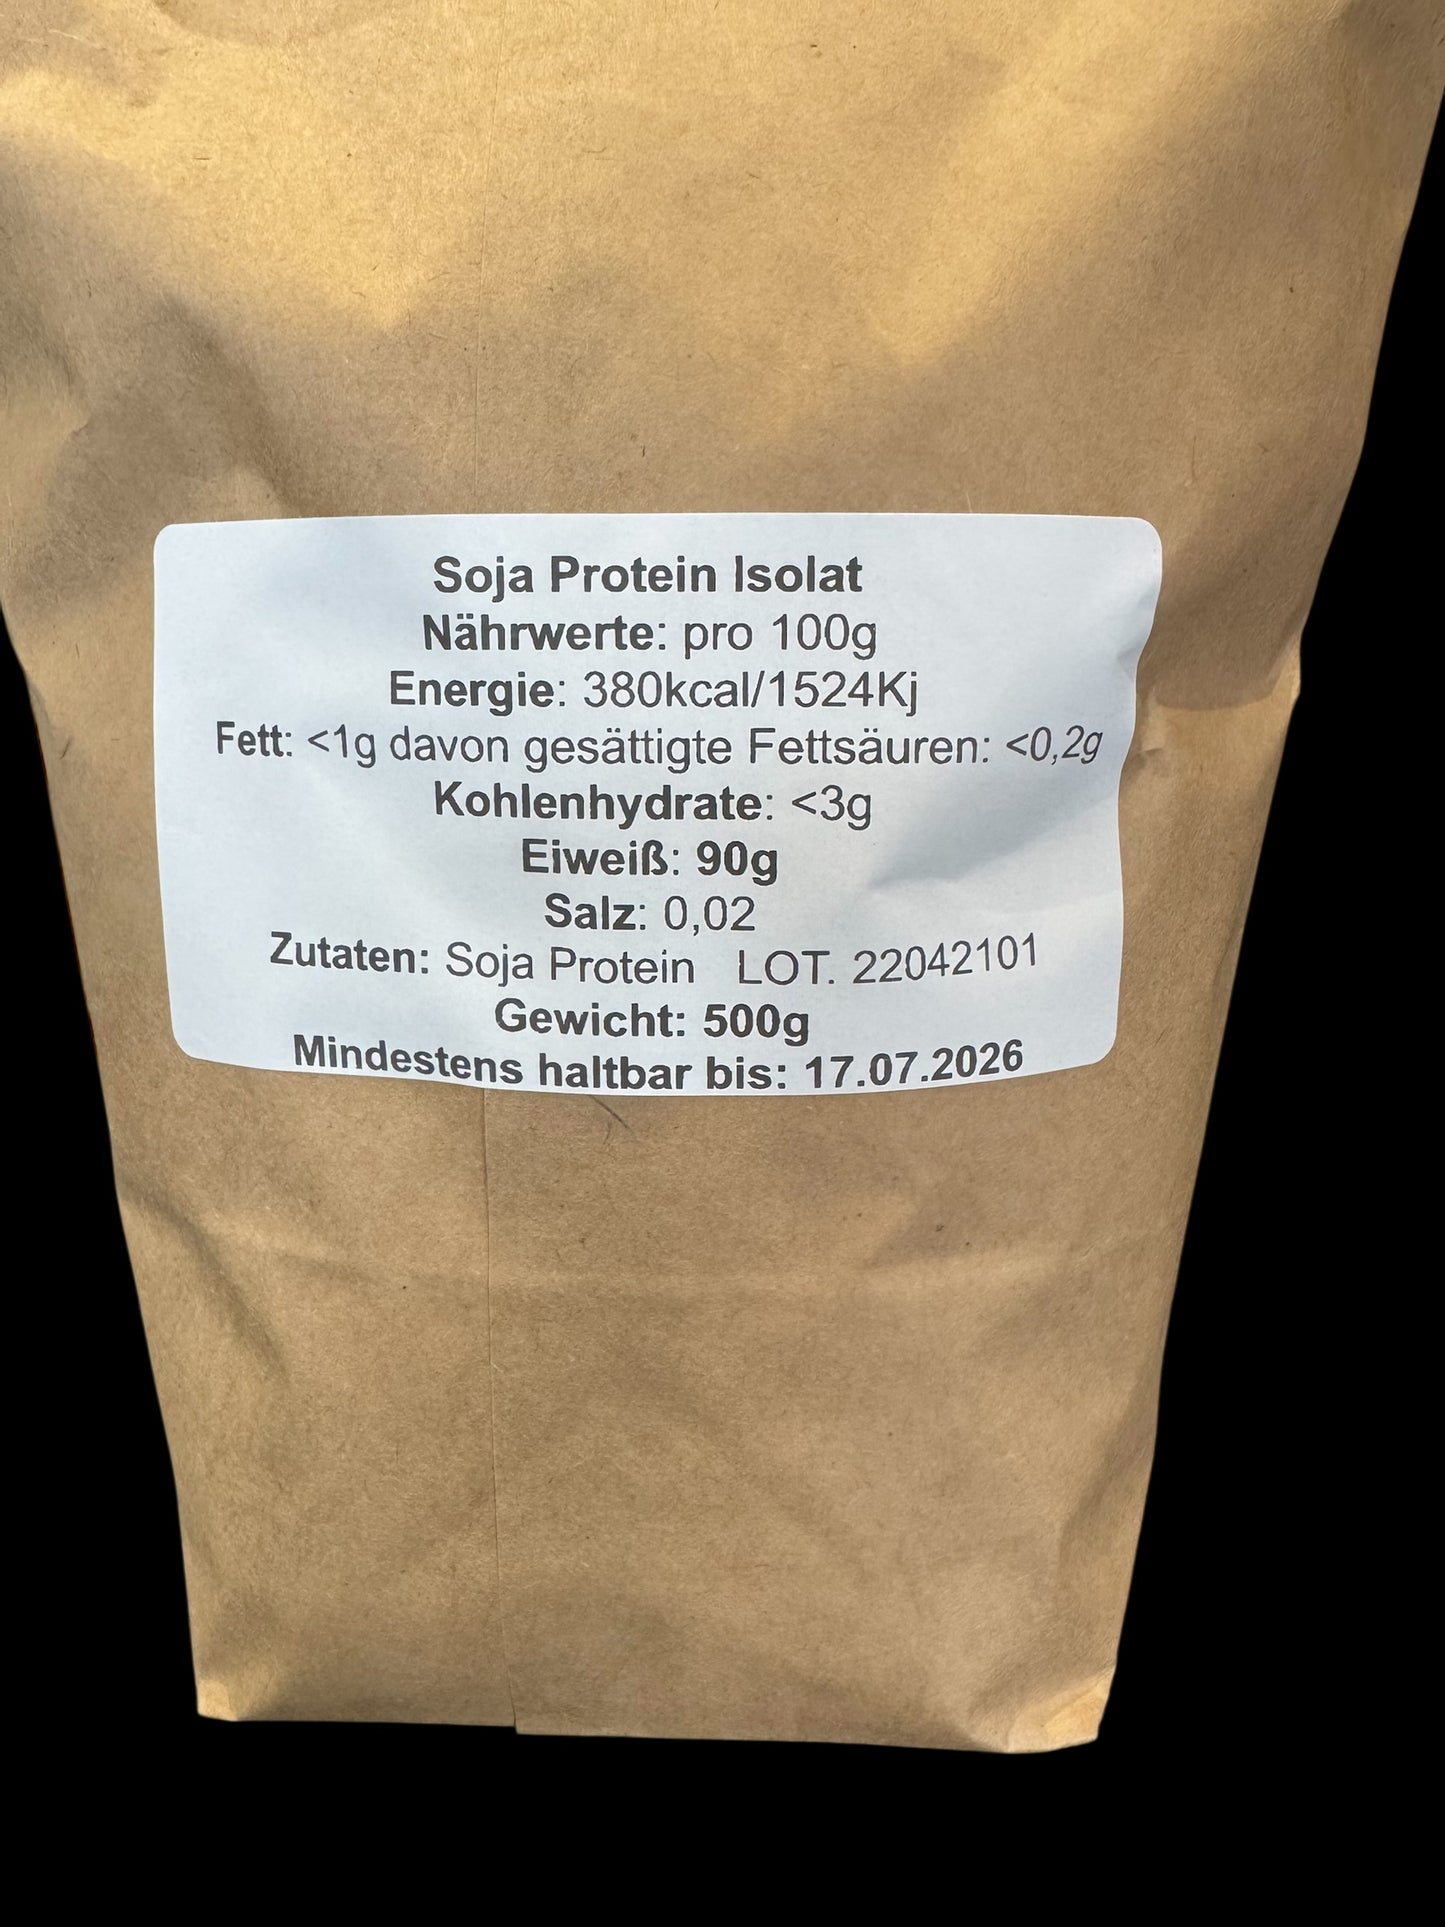 Soja Protein Isolat
Nährwerte: pro 100g
Energie: 380kcal/1524Kj
Fett: <1g davon gesättigte Fettsäuren: <0,2g
Kohlenhydrate: <3g
Eiweiß: 90g
Salz: 0,02
Zutaten: Soja Protein LOT. 22042101
Gewicht: 500g
Mindestens haltbar bis: 17.07.2026